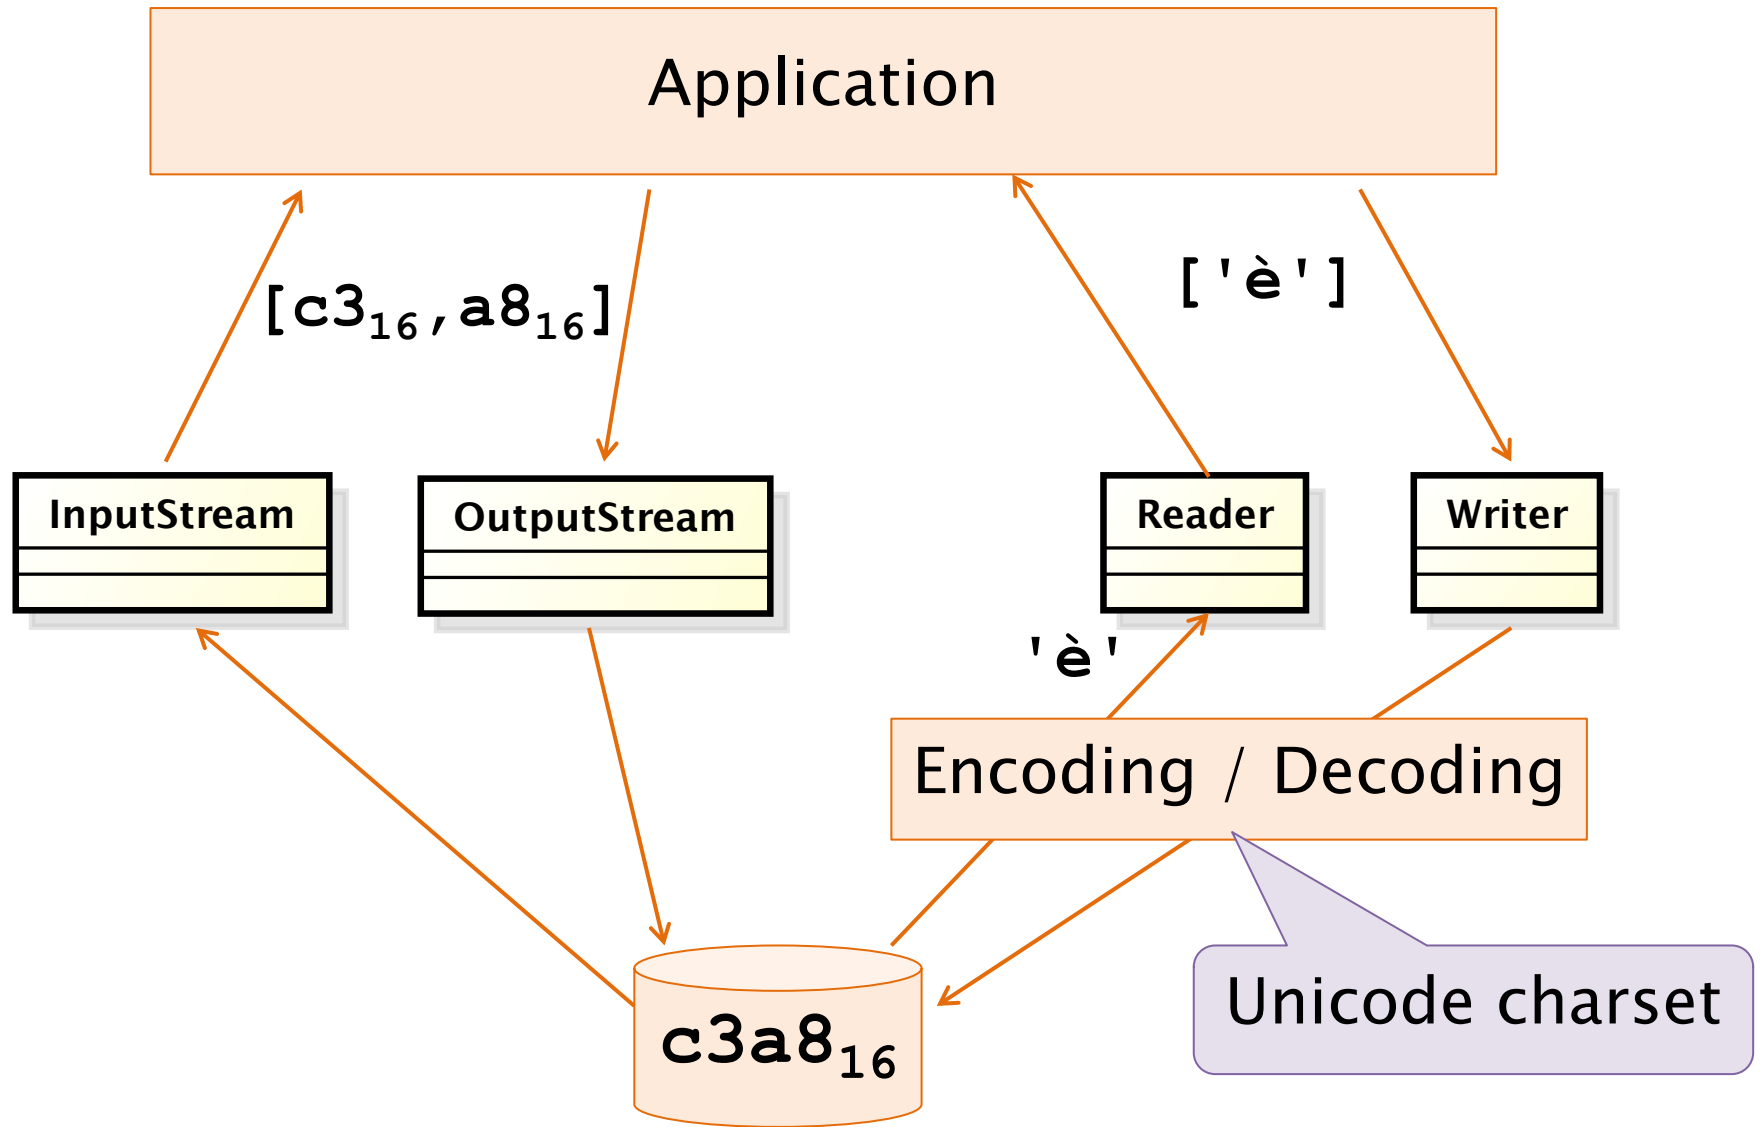 Application
[c3₁₆,a8₁₆]
['è']
InputStream
OutputStream
Reader
Writer
'è'
Encoding / Decoding
Unicode charset
c3a8₁₆